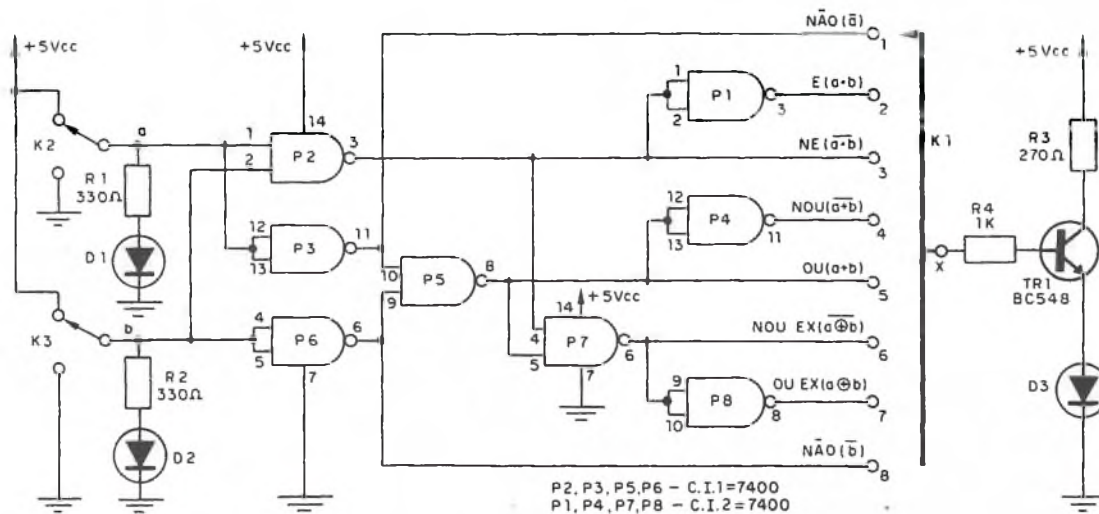 +5Vcc
+5Vcc
+5Vcc
NÃO(a̅)
1
E(a•b)
2
NE(a̅•̅b̅)
3
NOU(a̅+̅b̅)
4
OU(a+b)
5
NOU EX(a̅⊕̅b̅)
6
OU EX(a⊕b)
7
NÃO(b̅)
8
K1
K2
a
R1
330Ω
D1
K3
b
R2
330Ω
D2
14
1
2
P2
3
12
13
P3
11
4
5
P6
6
7
10
9
P5
8
1
2
P1
3
12
13
P4
11
+5Vcc
14
4
5
P7
6
7
9
10
P8
8
X
R4
1K
R3
270Ω
TR1
BC548
D3
P2, P3, P5, P6 – C.I.1=7400
P1, P4, P7, P8 – C.I.2=7400